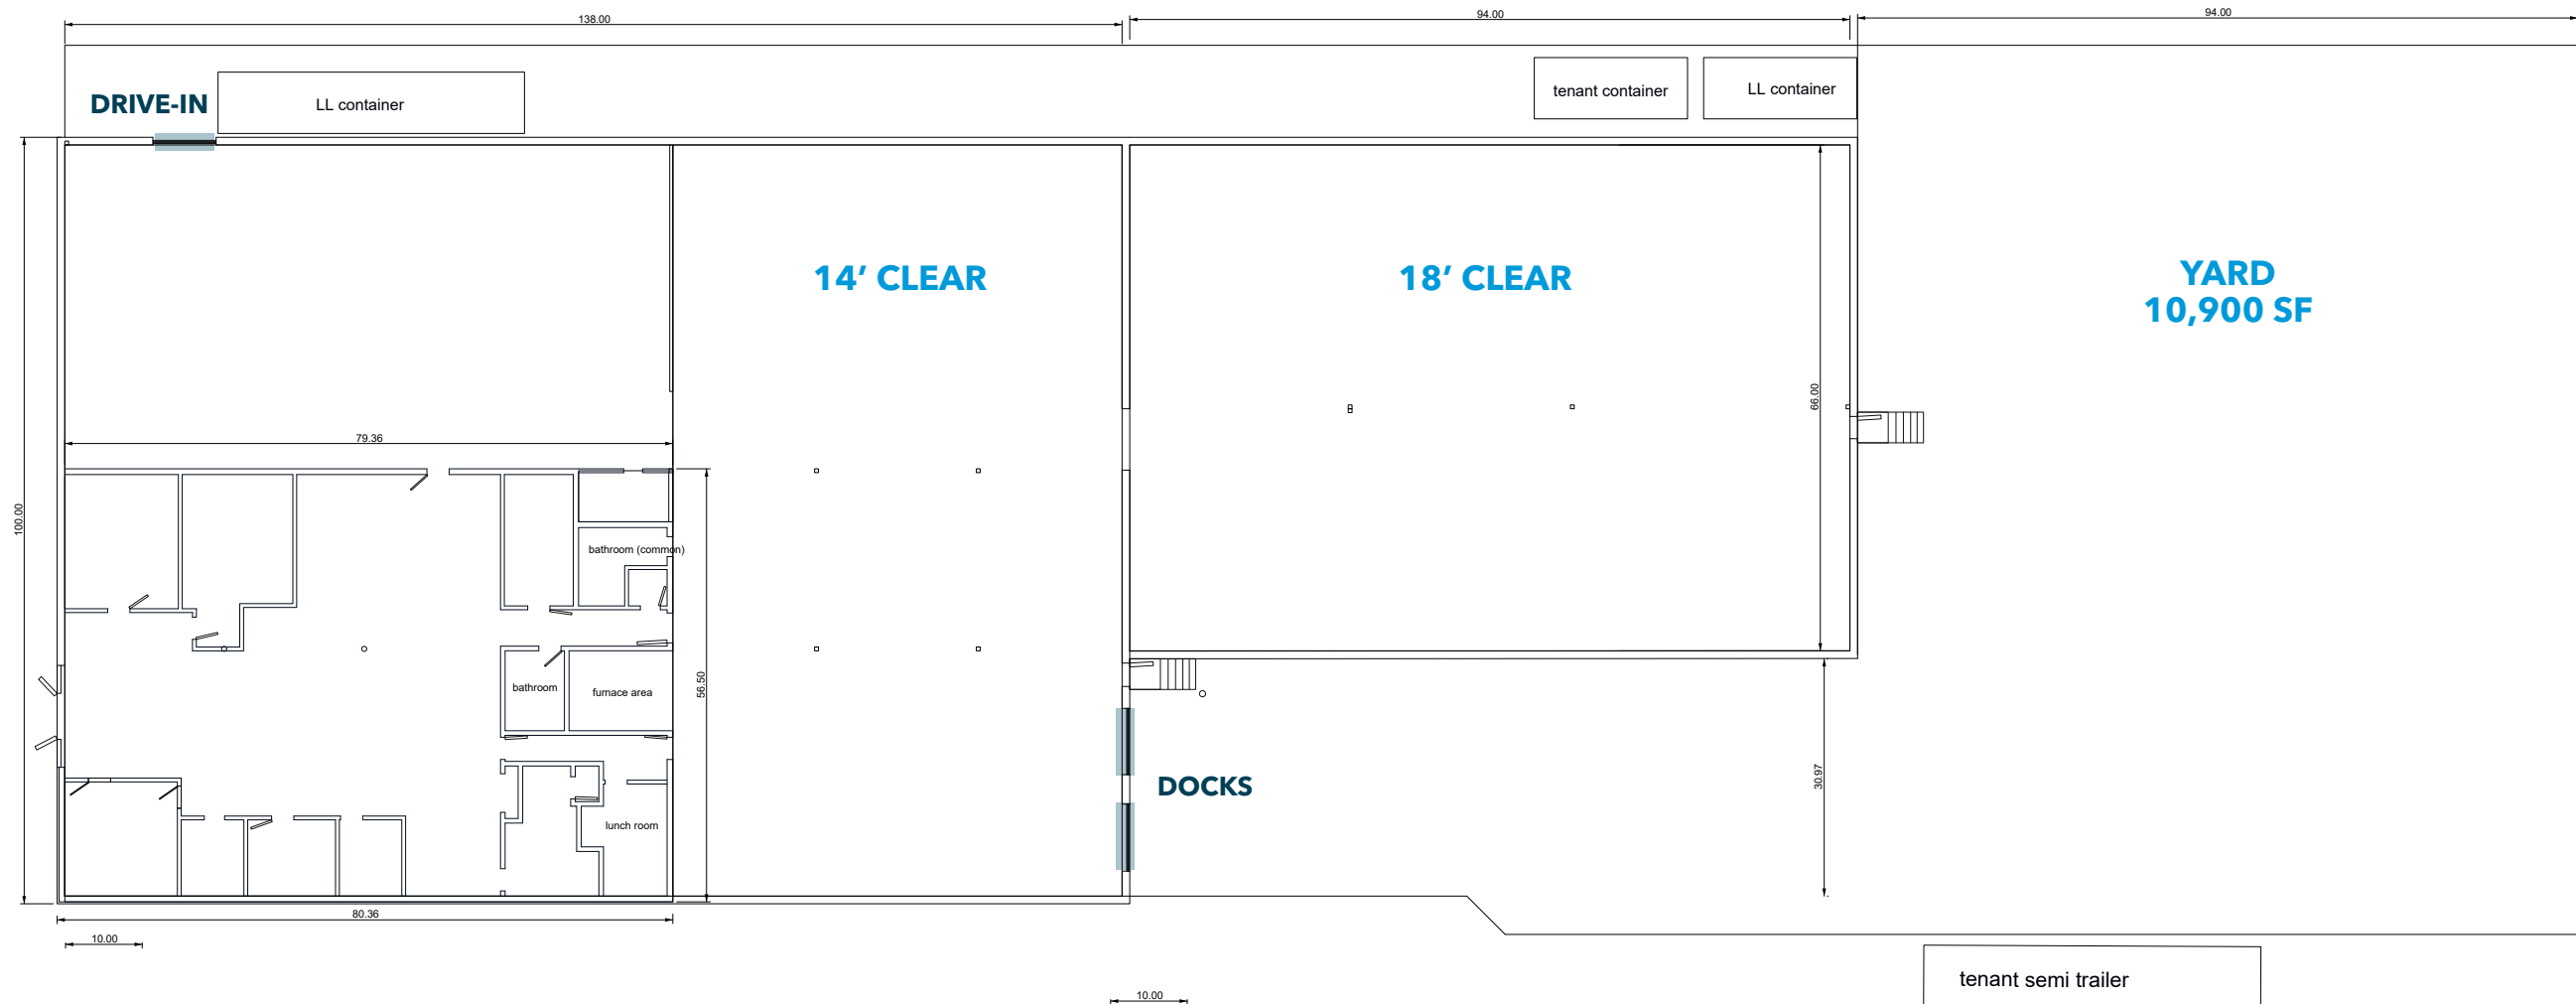 138.00
94.00
94.00
DRIVE-IN
LL container
tenant container
LL container
14’ CLEAR
18’ CLEAR
YARD
10,900 SF
66.00
79.36
100.00
bathroom (common)
56.50
bathroom
furnace area
DOCKS
30.97
lunch room
80.36
10.00
tenant semi trailer
10.00